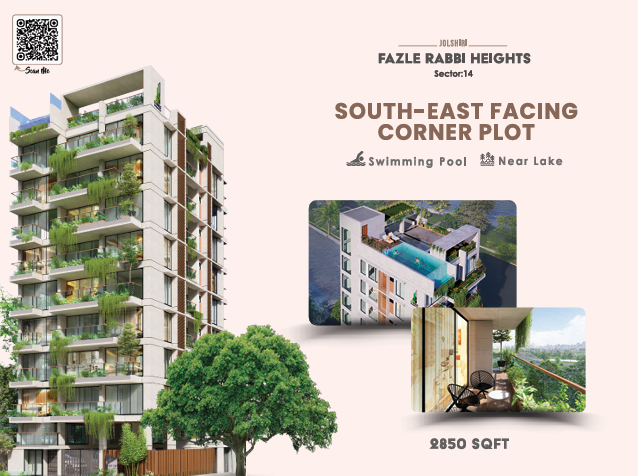 Scan Me
JOLSHIRI
FAZLE RABBI HEIGHTS
Sector:14
SOUTH-EAST FACING
CORNER PLOT
Swimming Pool Near Lake
2850 SQFT